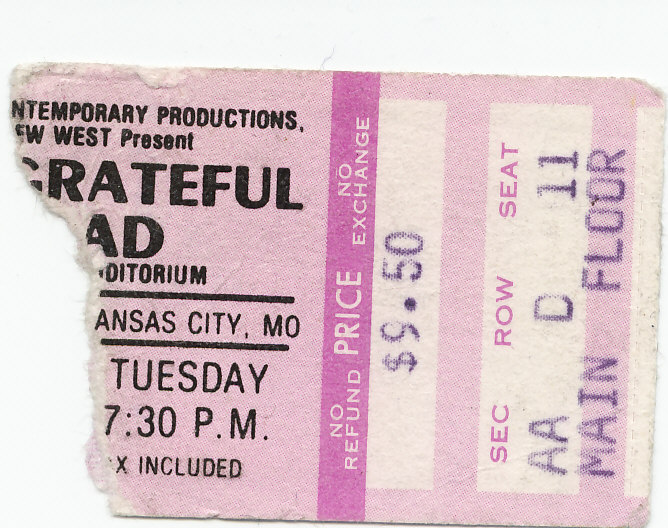 NTEMPORARY PRODUCTIONS,
EW WEST Present
GRATEFUL
AD
DITORIUM
ANSAS CITY, MO
TUESDAY
7:30 P.M.
X INCLUDED
NO REFUND PRICE NO EXCHANGE
$9.50
SEC ROW SEAT
AA D 11
MAIN FLOOR